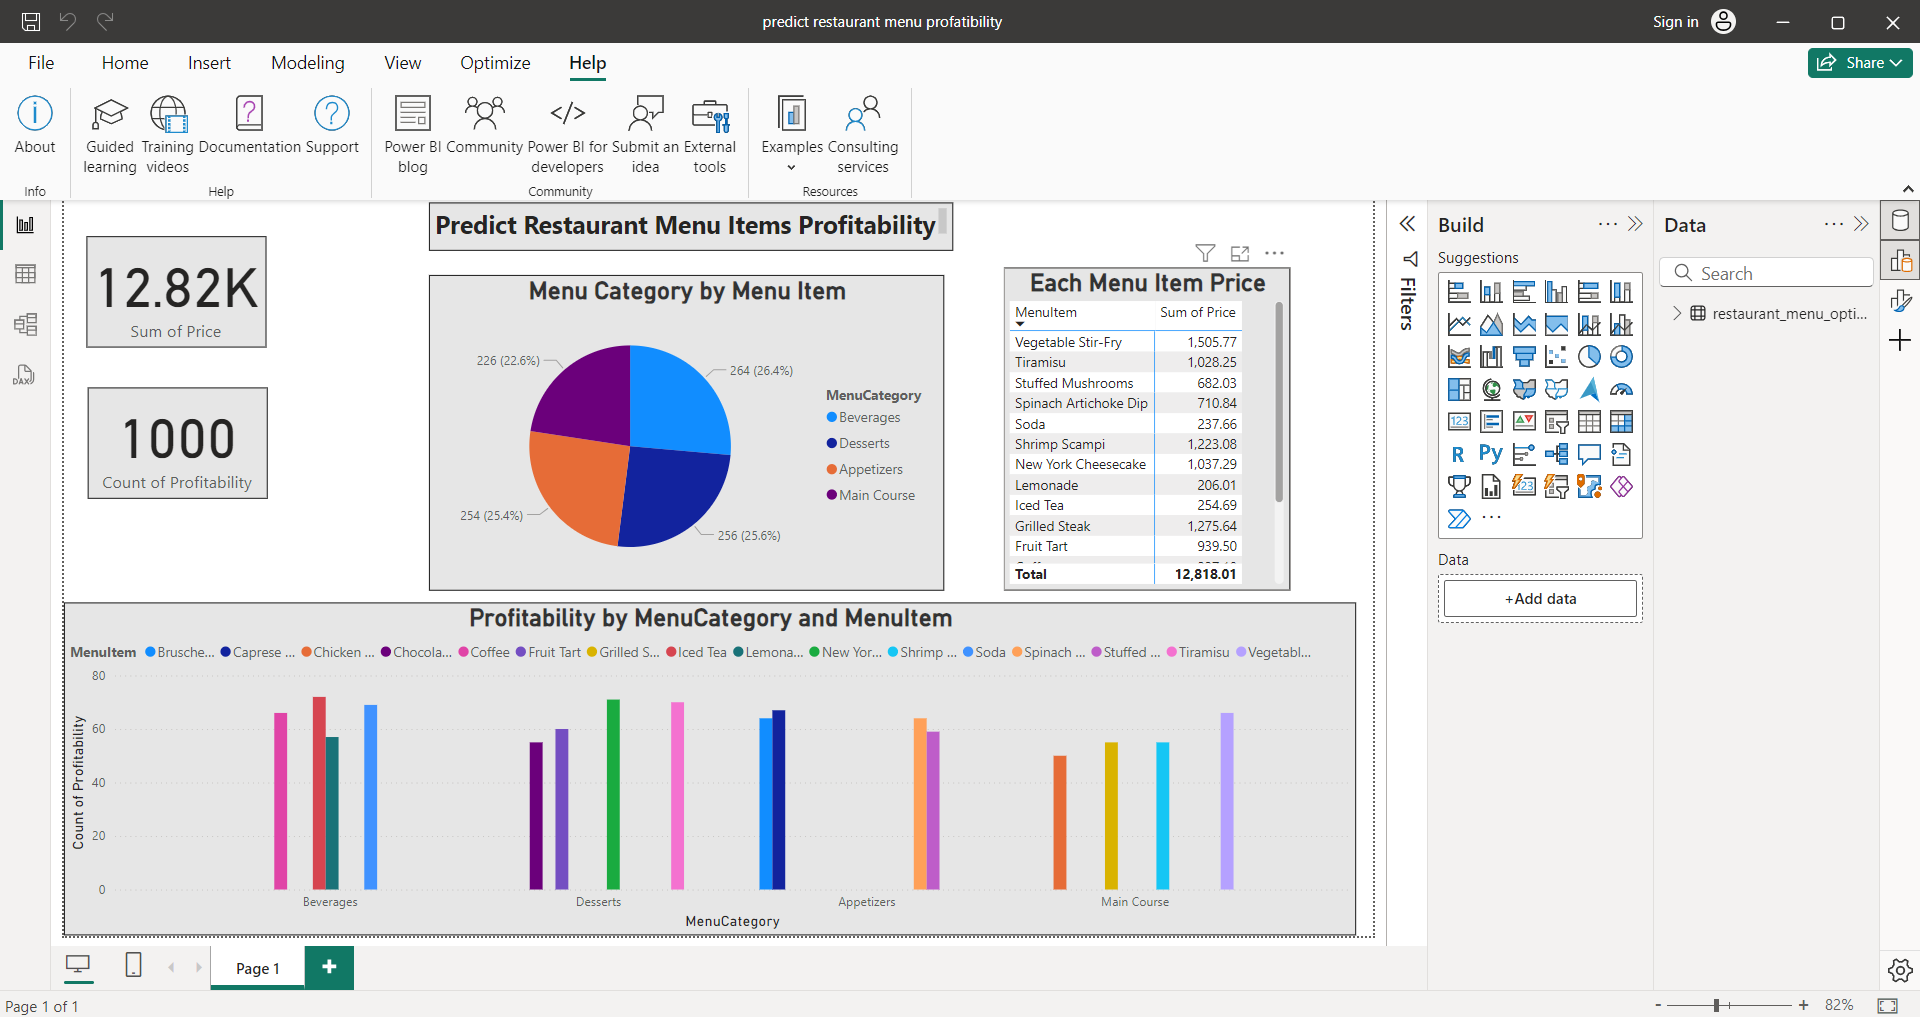 predict restaurant menu profatibility
Sign in
File Home Insert Modeling View Optimize Help
Share
About
Guided learning
Training videos
Documentation
Support
Power BI blog
Community
Power BI for developers
Submit an idea
External tools
Examples
Consulting services
Info
Help
Community
Resources
Predict Restaurant Menu Items Profitability
12.82K
Sum of Price
1000
Count of Profitability
Menu Category by Menu Item
226 (22.6%)
264 (26.4%)
254 (25.4%)
256 (25.6%)
MenuCategory
Beverages
Desserts
Appetizers
Main Course
Each Menu Item Price
MenuItem Sum of Price
Vegetable Stir-Fry 1,505.77
Tiramisu 1,028.25
Stuffed Mushrooms 682.03
Spinach Artichoke Dip 710.84
Soda 237.66
Shrimp Scampi 1,223.08
New York Cheesecake 1,037.29
Lemonade 206.01
Iced Tea 254.69
Grilled Steak 1,275.64
Fruit Tart 939.50
Total 12,818.01
Profitability by MenuCategory and MenuItem
MenuItem Brusche... Caprese ... Chicken ... Chocola... Coffee Fruit Tart Grilled S... Iced Tea Lemona... New Yor... Shrimp ... Soda Spinach ... Stuffed ... Tiramisu Vegetabl...
Count of Profitability
80
60
40
20
0
Beverages Desserts Appetizers Main Course
MenuCategory
Filters
Build
Suggestions
123
R Py
123
...
Data
+Add data
Data
Search
restaurant_menu_opti...
DAX
Page 1
Page 1 of 1
- + 82%